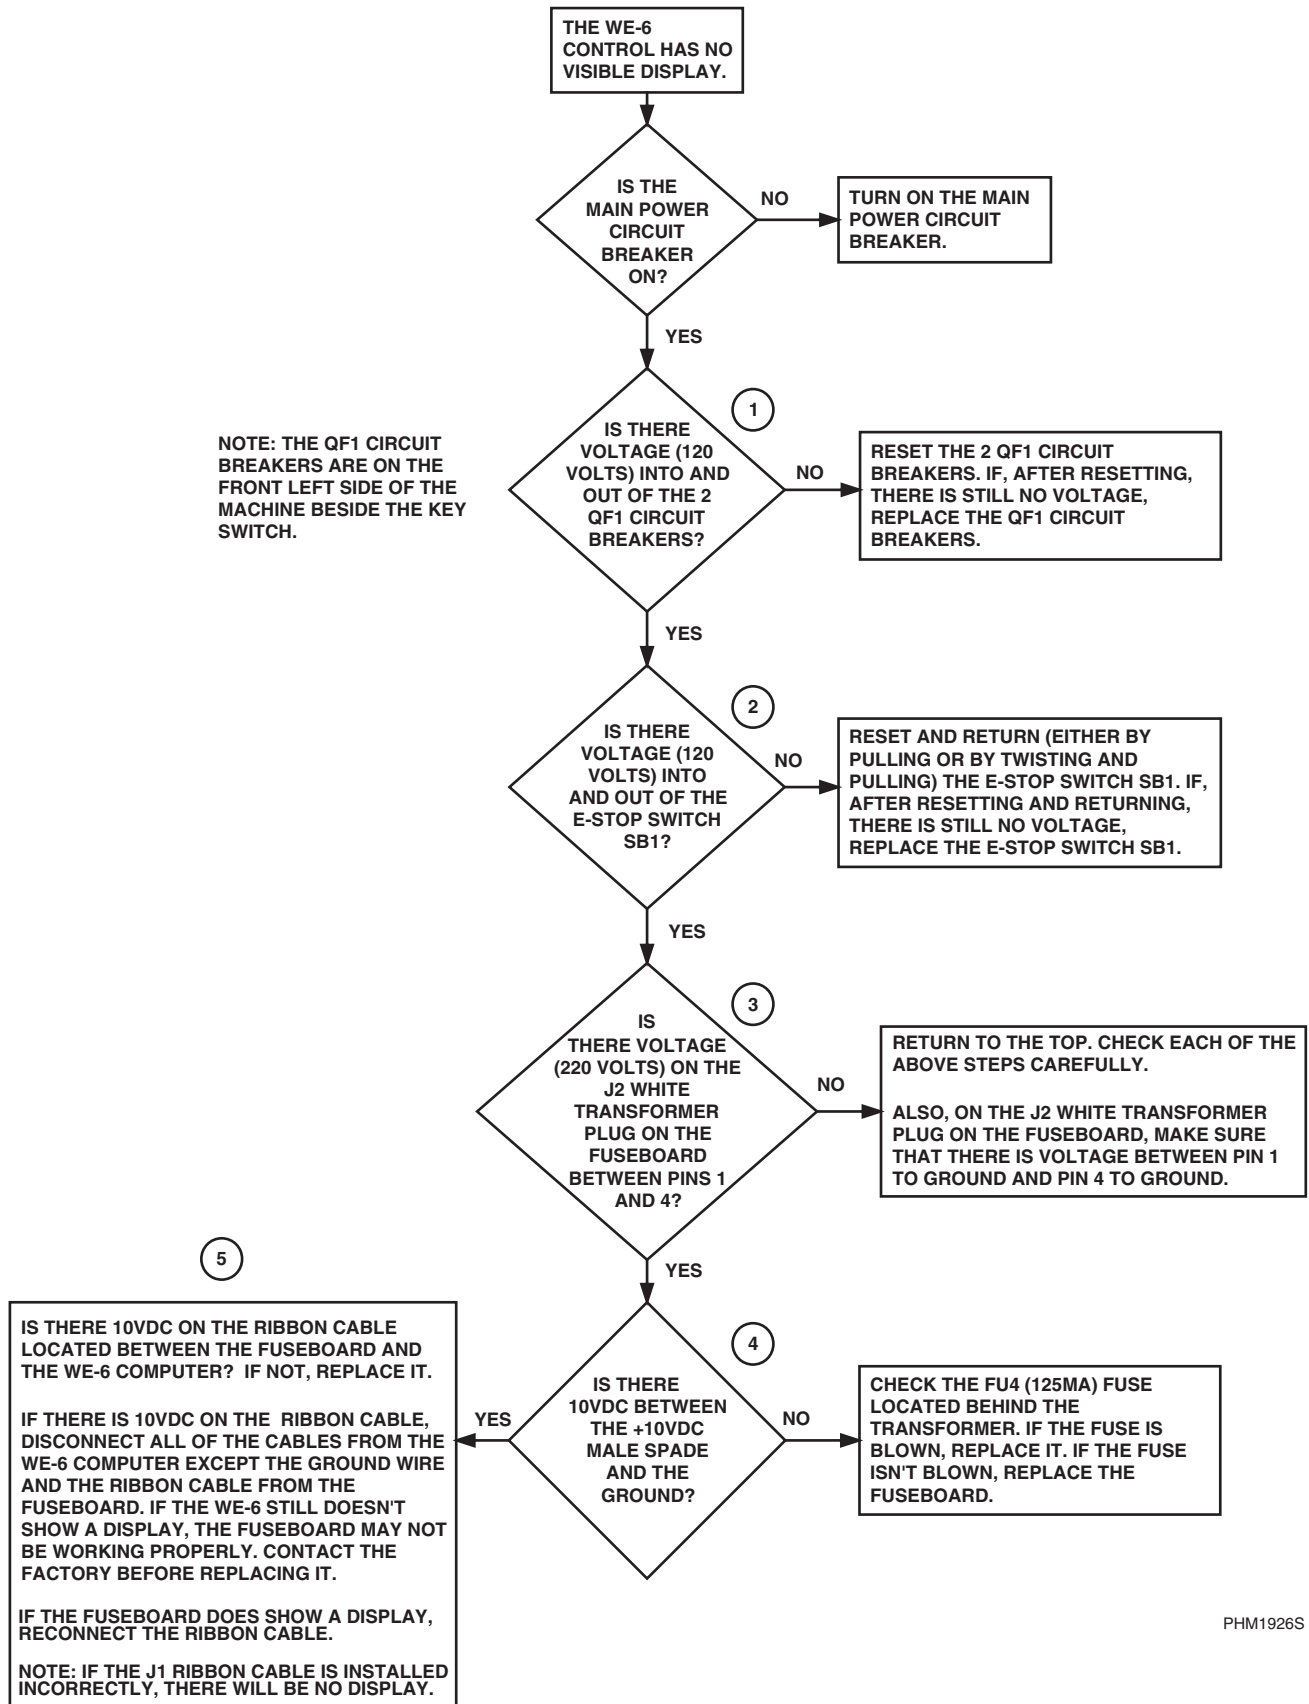 THE WE-6
CONTROL HAS NO
VISIBLE DISPLAY.
IS THE
MAIN POWER
CIRCUIT
BREAKER
ON?
NO
TURN ON THE MAIN
POWER CIRCUIT
BREAKER.
YES
1
NOTE: THE QF1 CIRCUIT
BREAKERS ARE ON THE
FRONT LEFT SIDE OF THE
MACHINE BESIDE THE KEY
SWITCH.
IS THERE
VOLTAGE (120
VOLTS) INTO AND
OUT OF THE 2
QF1 CIRCUIT
BREAKERS?
NO
RESET THE 2 QF1 CIRCUIT
BREAKERS. IF, AFTER RESETTING,
THERE IS STILL NO VOLTAGE,
REPLACE THE QF1 CIRCUIT
BREAKERS.
YES
2
IS THERE
VOLTAGE (120
VOLTS) INTO
AND OUT OF THE
E-STOP SWITCH
SB1?
NO
RESET AND RETURN (EITHER BY
PULLING OR BY TWISTING AND
PULLING) THE E-STOP SWITCH SB1. IF,
AFTER RESETTING AND RETURNING,
THERE IS STILL NO VOLTAGE,
REPLACE THE E-STOP SWITCH SB1.
YES
3
IS
THERE VOLTAGE
(220 VOLTS) ON THE
J2 WHITE
TRANSFORMER
PLUG ON THE
FUSEBOARD
BETWEEN PINS 1
AND 4?
NO
RETURN TO THE TOP. CHECK EACH OF THE
ABOVE STEPS CAREFULLY.
ALSO, ON THE J2 WHITE TRANSFORMER
PLUG ON THE FUSEBOARD, MAKE SURE
THAT THERE IS VOLTAGE BETWEEN PIN 1
TO GROUND AND PIN 4 TO GROUND.
YES
4
IS THERE
10VDC BETWEEN
THE +10VDC
MALE SPADE
AND THE
GROUND?
NO
CHECK THE FU4 (125MA) FUSE
LOCATED BEHIND THE
TRANSFORMER. IF THE FUSE IS
BLOWN, REPLACE IT. IF THE FUSE
ISN'T BLOWN, REPLACE THE
FUSEBOARD.
YES
5
IS THERE 10VDC ON THE RIBBON CABLE
LOCATED BETWEEN THE FUSEBOARD AND
THE WE-6 COMPUTER? IF NOT, REPLACE IT.
IF THERE IS 10VDC ON THE RIBBON CABLE,
DISCONNECT ALL OF THE CABLES FROM THE
WE-6 COMPUTER EXCEPT THE GROUND WIRE
AND THE RIBBON CABLE FROM THE
FUSEBOARD. IF THE WE-6 STILL DOESN'T
SHOW A DISPLAY, THE FUSEBOARD MAY NOT
BE WORKING PROPERLY. CONTACT THE
FACTORY BEFORE REPLACING IT.
IF THE FUSEBOARD DOES SHOW A DISPLAY,
RECONNECT THE RIBBON CABLE.
NOTE: IF THE J1 RIBBON CABLE IS INSTALLED
INCORRECTLY, THERE WILL BE NO DISPLAY.
PHM1926S